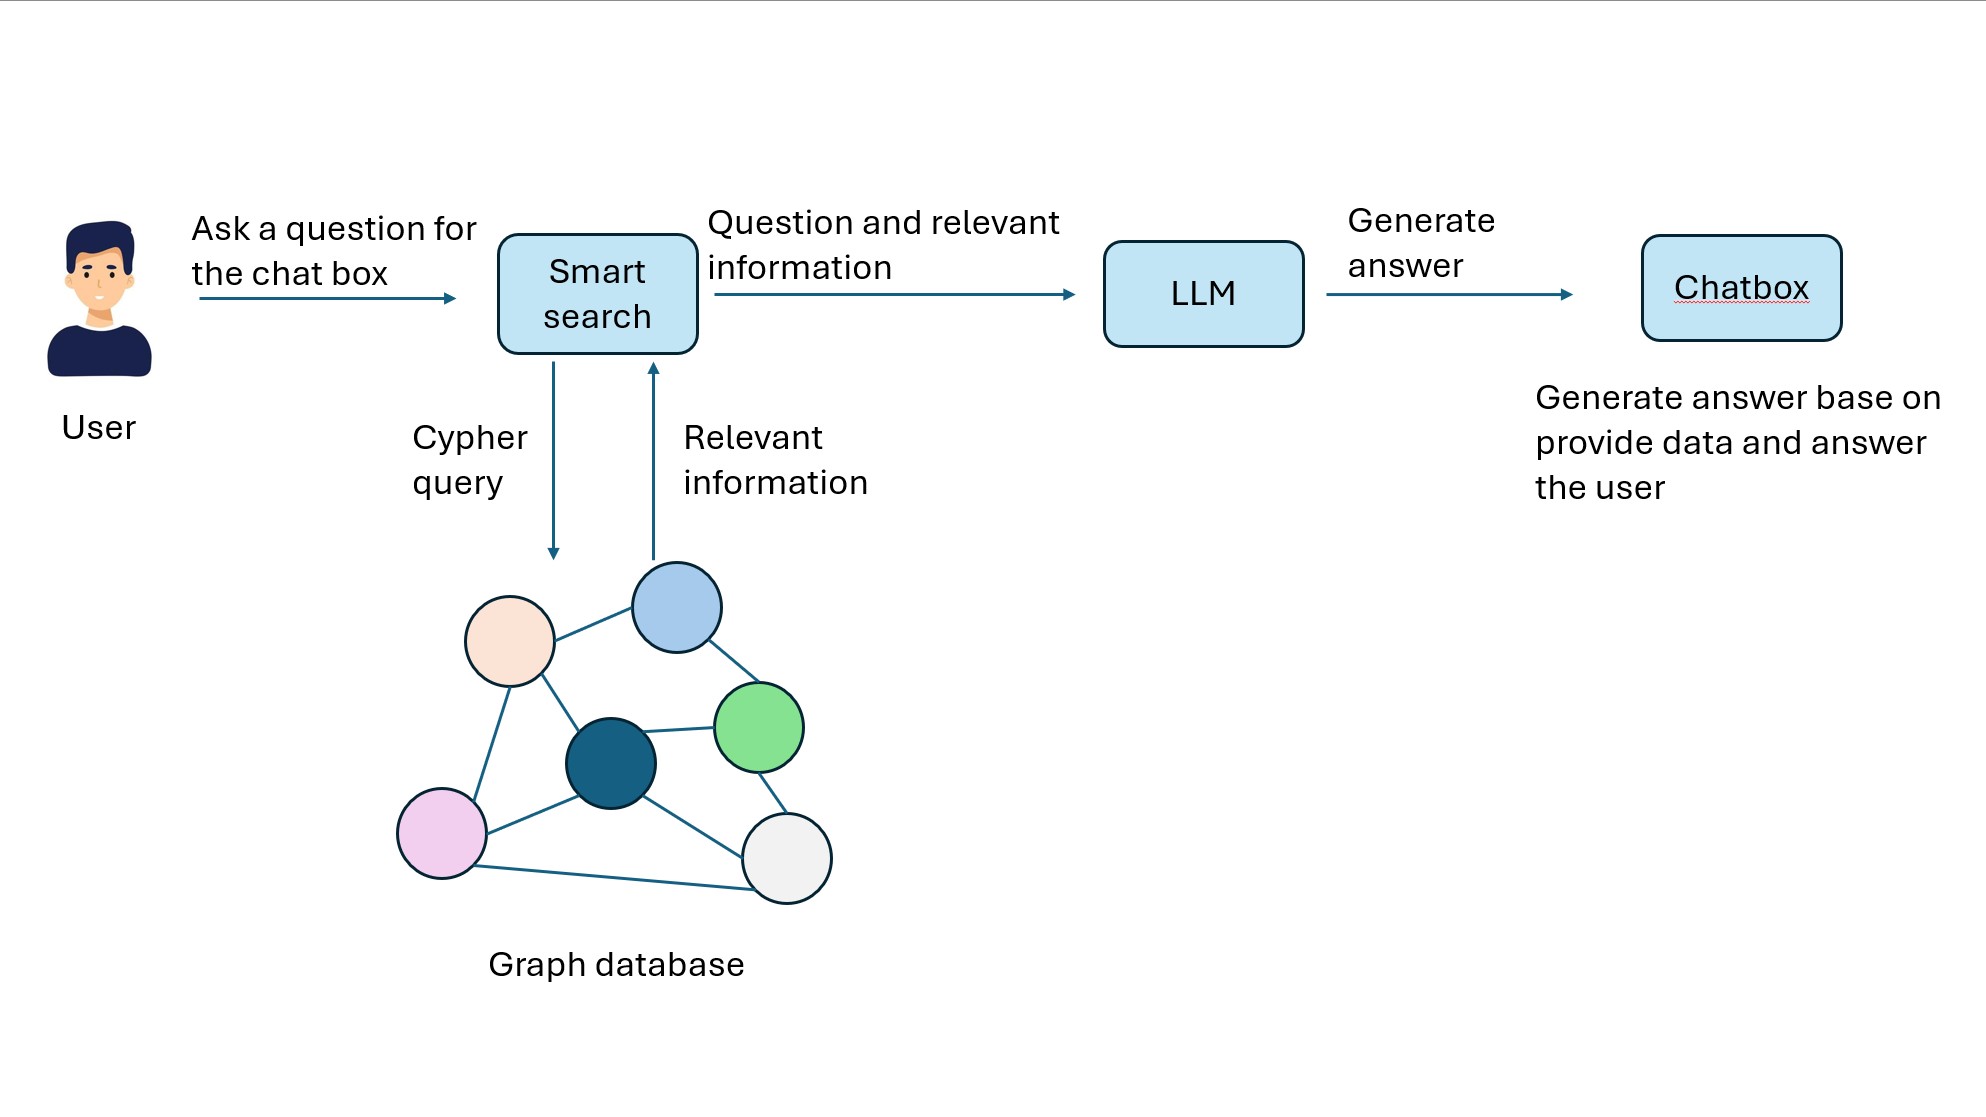 Ask a question for
the chat box
User
Smart
search
Question and relevant
information
LLM
Generate
answer
Chatbox
Generate answer base on
provide data and answer
the user
Cypher
query
Relevant
information
Graph database